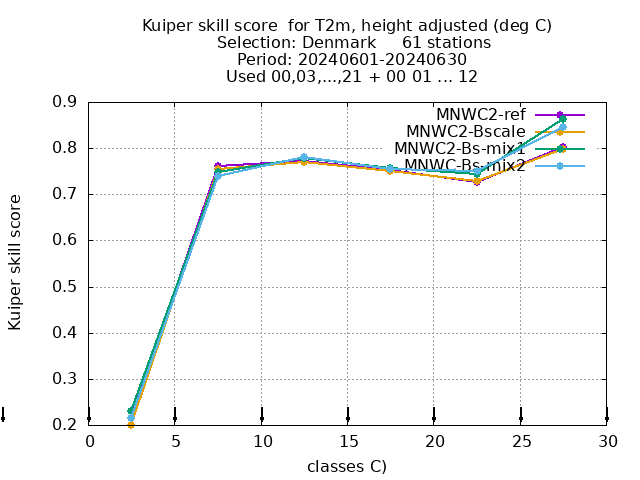 Kuiper skill score  for T2m, height adjusted (deg C)
Selection: Denmark     61 stations
Period: 20240601-20240630
Used 00,03,...,21 + 00 01 ... 12
Kuiper skill score
0.9
0.8
0.7
0.6
0.5
0.4
0.3
0.2
MNWC2-ref
MNWC2-Bscale
MNWC2-Bs-mix1
MNWC-Bs-mix2
0 5 10 15 20 25 30
classes C)